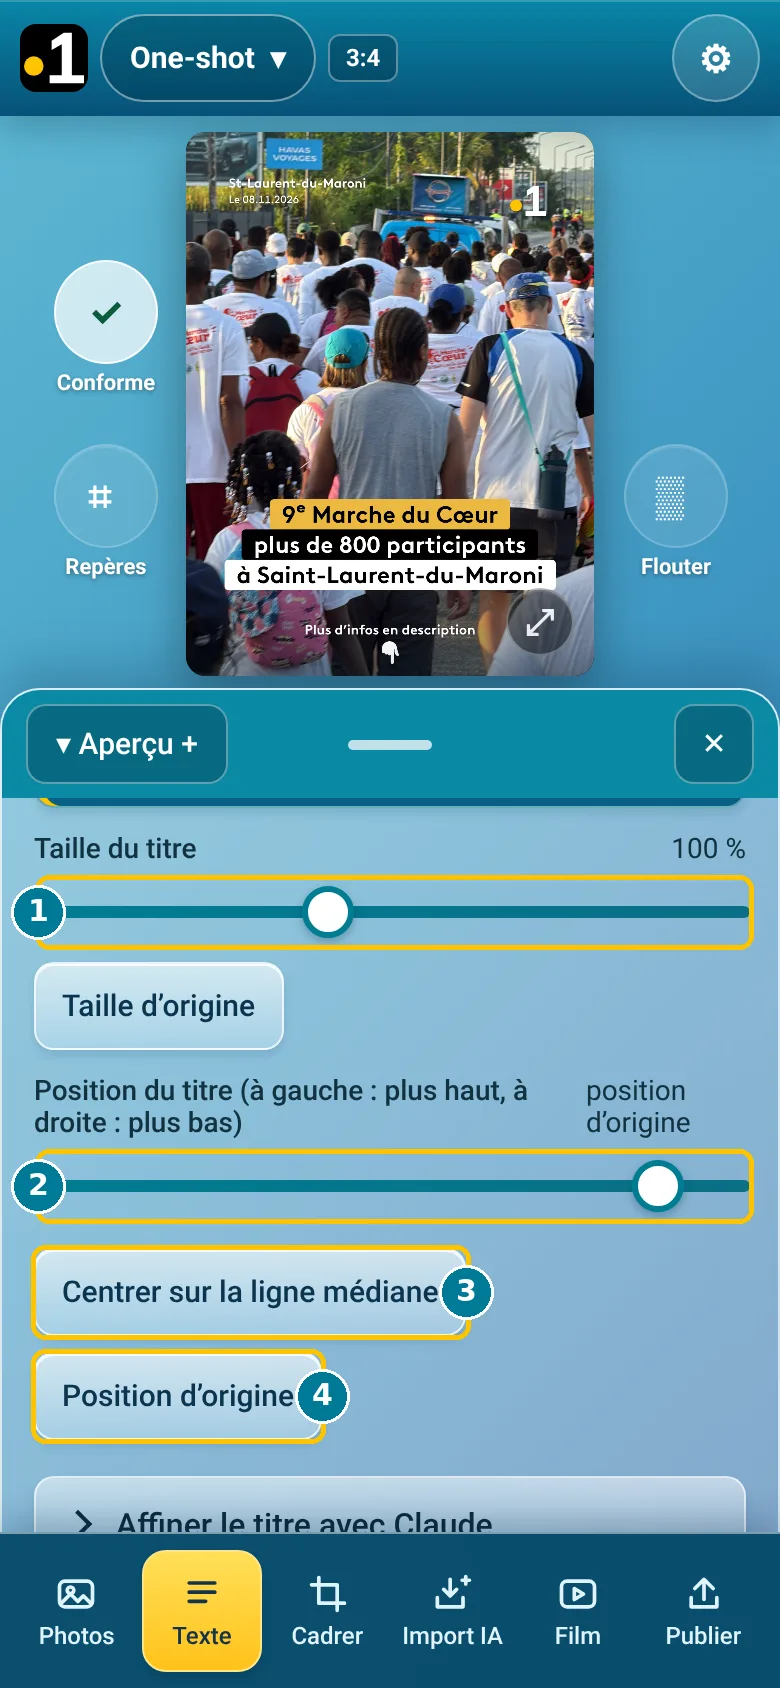 1
One-shot ▼
3:4
HAVAS
VOYAGES
St-Laurent-du-Maroni
Le 08.11.2026
1
Conforme
Repères
Flouter
9e Marche du Cœur
plus de 800 participants
à Saint-Laurent-du-Maroni
Plus d’infos en description
▾ Aperçu +
Taille du titre
100 %
1
Taille d’origine
Position du titre (à gauche : plus haut, à
droite : plus bas)
position
d’origine
2
Centrer sur la ligne médiane
3
Position d’origine
4
Affiner le titre avec Claude
Photos
Texte
Cadrer
Import IA
Film
Publier